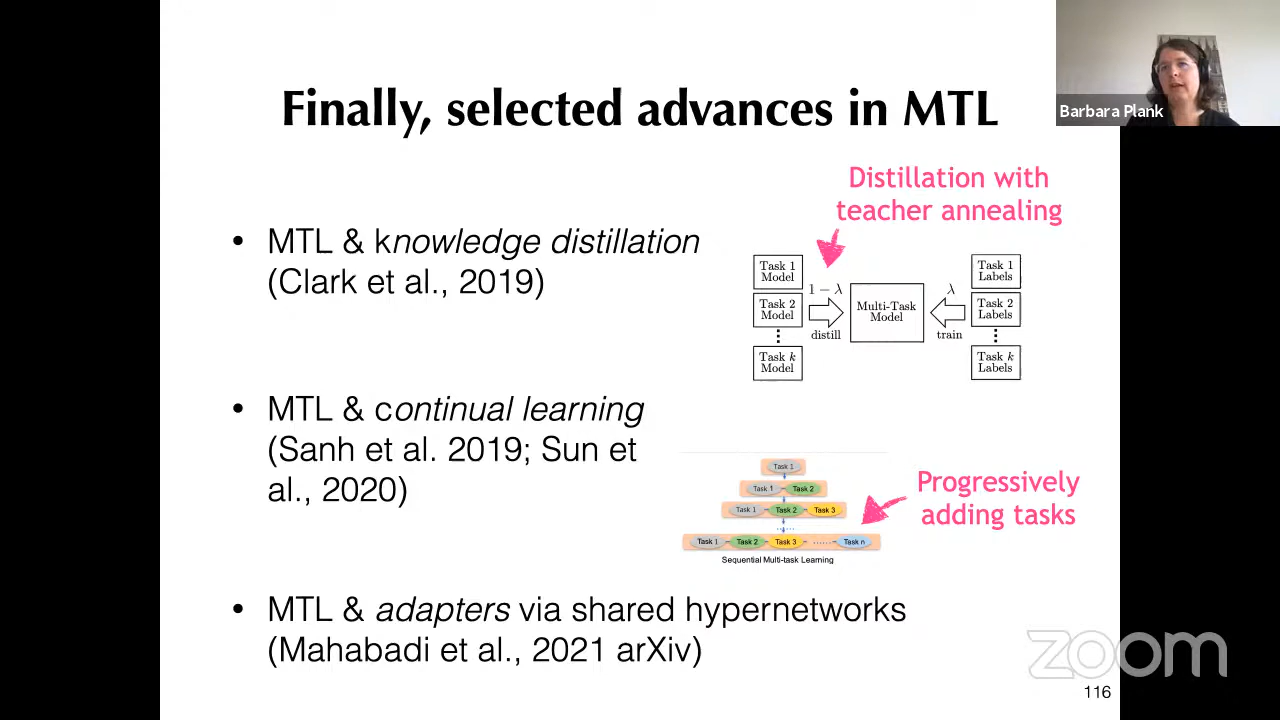 Finally, selected advances in MTL
Barbara Plank
Distillation with
teacher annealing
• MTL & knowledge distillation
(Clark et al., 2019)
Task 1
Model
Task 2
Model
Task k
Model
1 − λ
distill
Multi-Task
Model
λ
train
Task 1
Labels
Task 2
Labels
Task k
Labels
• MTL & continual learning
(Sanh et al. 2019; Sun et
al., 2020)
Task 1
Task 1 Task 2
Task 1 Task 2 Task 3
Task 1 Task 2 Task 3 ...... Task n
Sequential Multi-task Learning
Progressively
adding tasks
• MTL & adapters via shared hypernetworks
(Mahabadi et al., 2021 arXiv)
zoom
116